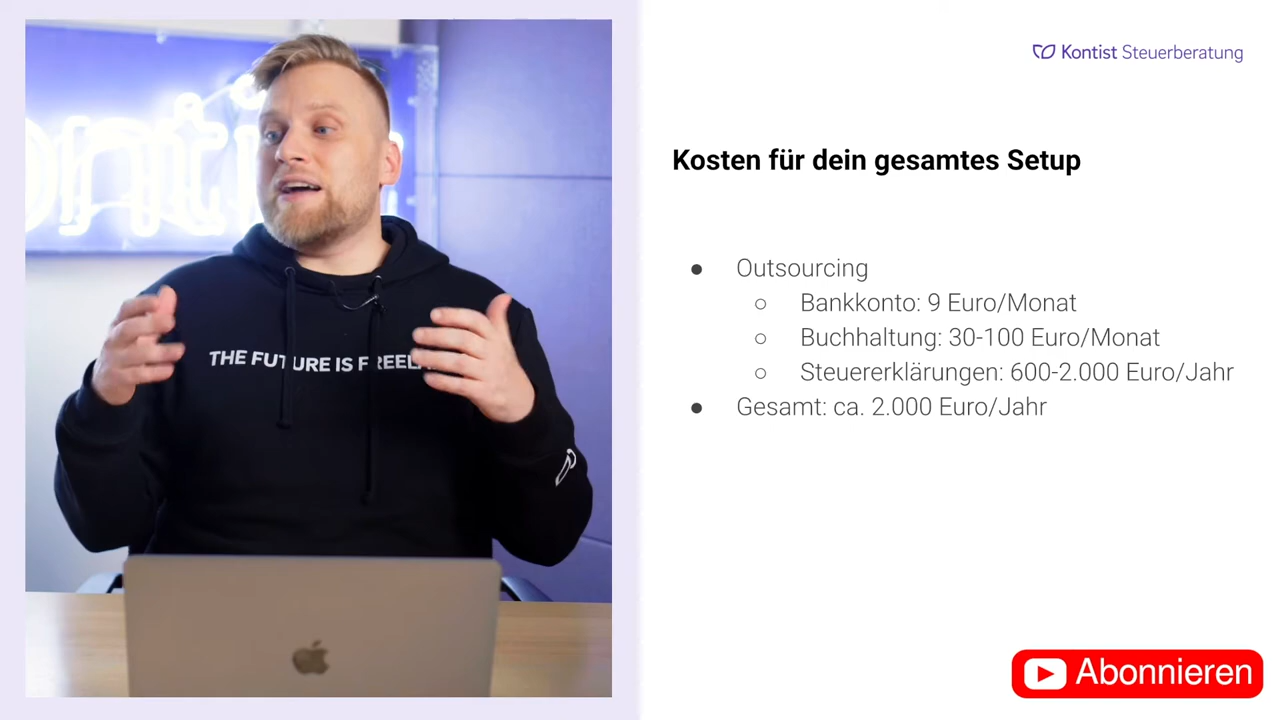 onti
THE FUTURE IS FREEL
Kontist Steuerberatung
Kosten für dein gesamtes Setup
● Outsourcing
○ Bankkonto: 9 Euro/Monat
○ Buchhaltung: 30-100 Euro/Monat
○ Steuererklärungen: 600-2.000 Euro/Jahr
● Gesamt: ca. 2.000 Euro/Jahr
Abonnieren